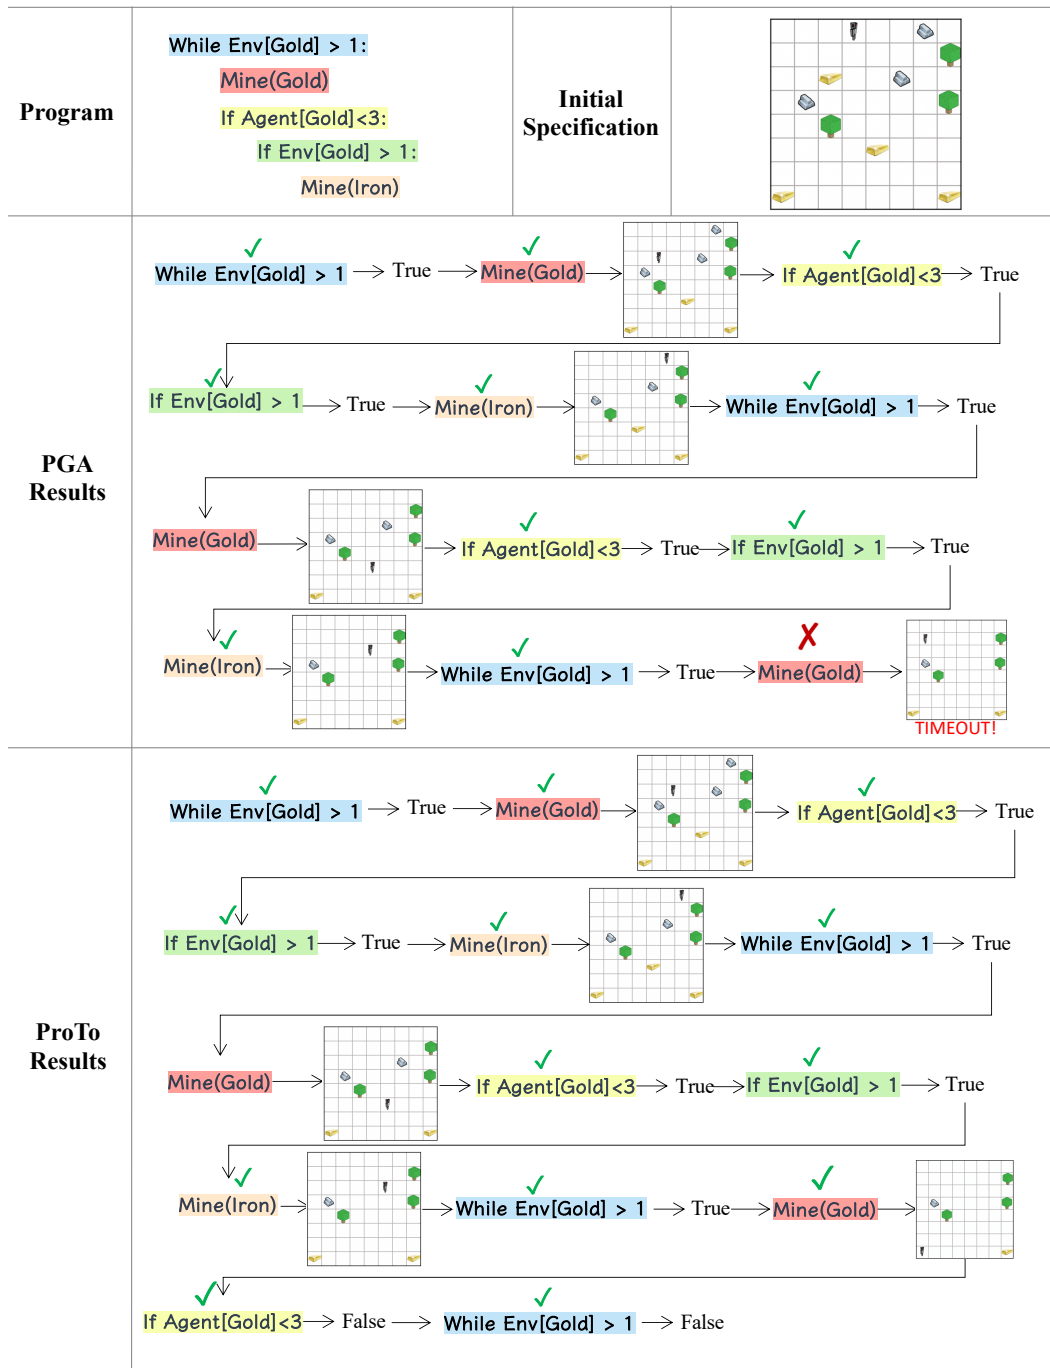 Program
While Env[Gold] > 1:
Mine(Gold)
If Agent[Gold]<3:
If Env[Gold] > 1:
Mine(Iron)
Initial
Specification
PGA
Results
While Env[Gold] > 1 True Mine(Gold) If Agent[Gold]<3 True
If Env[Gold] > 1 True Mine(Iron) While Env[Gold] > 1 True
Mine(Gold) If Agent[Gold]<3 True If Env[Gold] > 1 True
Mine(Iron) While Env[Gold] > 1 True Mine(Gold)
TIMEOUT!
ProTo
Results
While Env[Gold] > 1 True Mine(Gold) If Agent[Gold]<3 True
If Env[Gold] > 1 True Mine(Iron) While Env[Gold] > 1 True
Mine(Gold) If Agent[Gold]<3 True If Env[Gold] > 1 True
Mine(Iron) While Env[Gold] > 1 True Mine(Gold)
If Agent[Gold]<3 False While Env[Gold] > 1 False